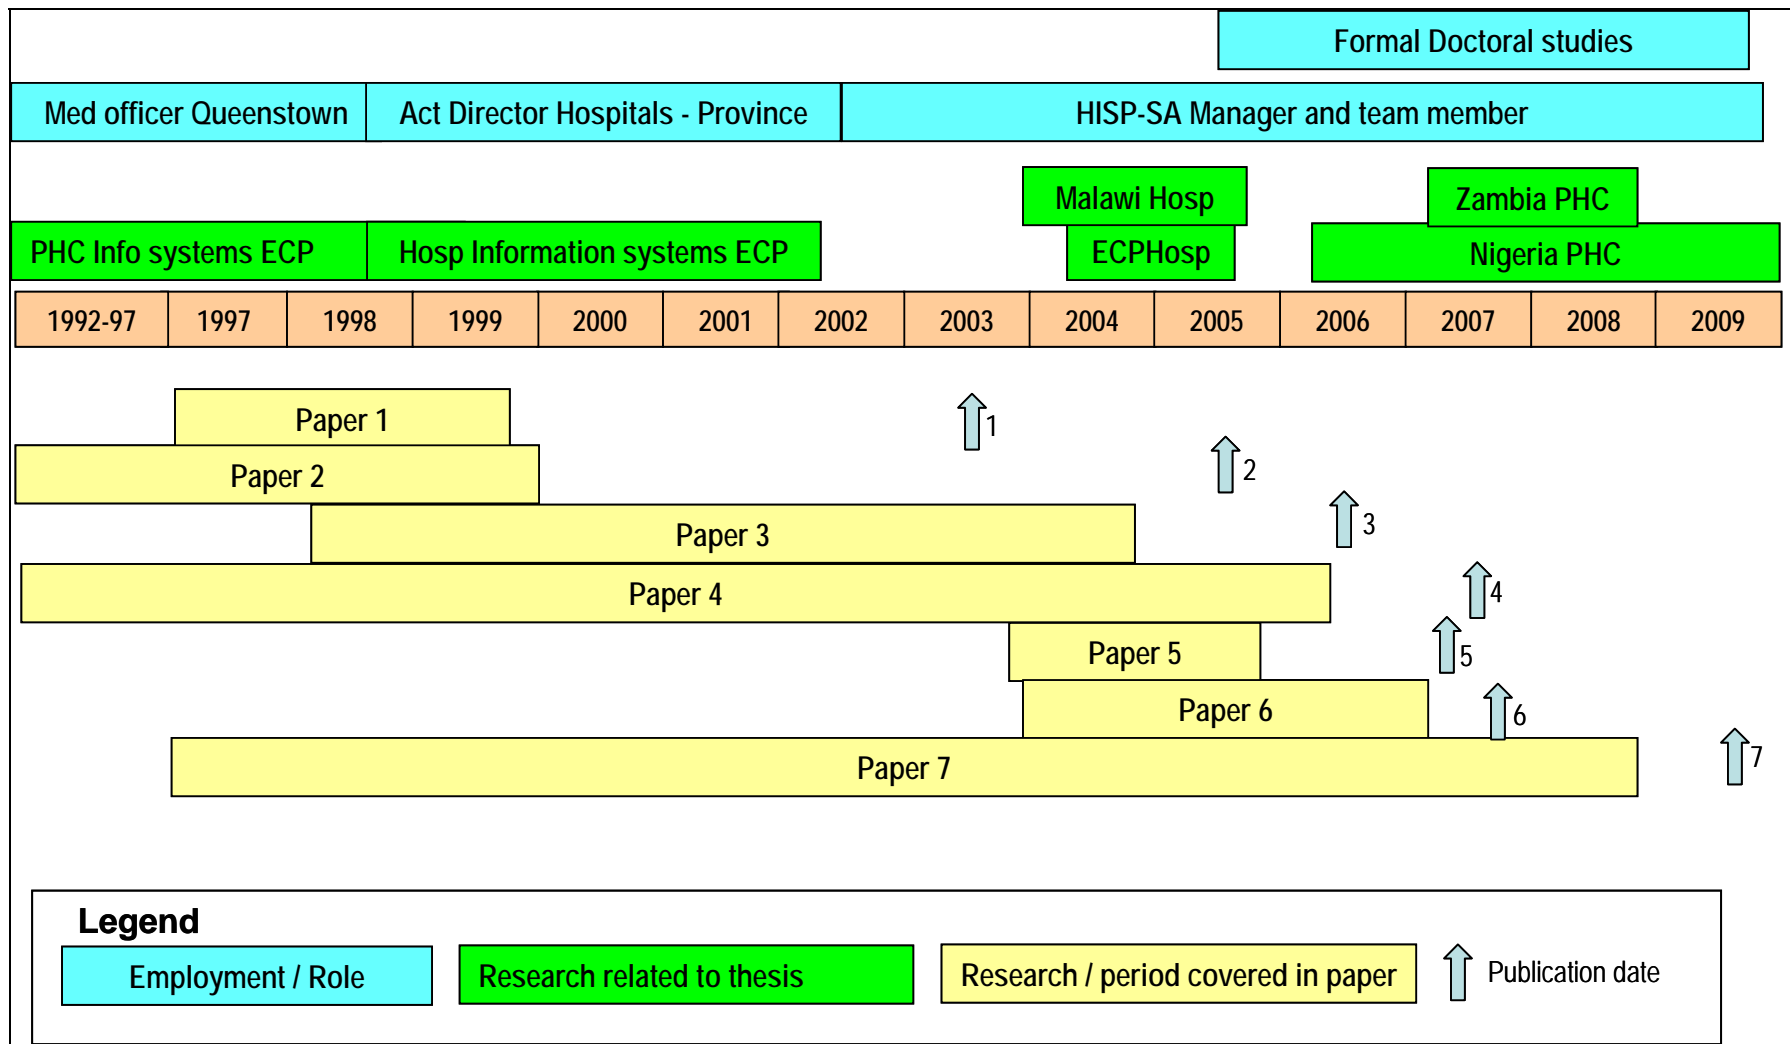 Formal Doctoral studies
Med officer Queenstown
Act Director Hospitals - Province
HISP-SA Manager and team member
Malawi Hosp
Zambia PHC
PHC Info systems ECP
Hosp Information systems ECP
ECPHosp
Nigeria PHC
1992-97
1997
1998
1999
2000
2001
2002
2003
2004
2005
2006
2007
2008
2009
Paper 1
1
Paper 2
2
Paper 3
3
Paper 4
4
Paper 5
5
Paper 6
6
Paper 7
7
Legend
Employment / Role
Research related to thesis
Research / period covered in paper
Publication date